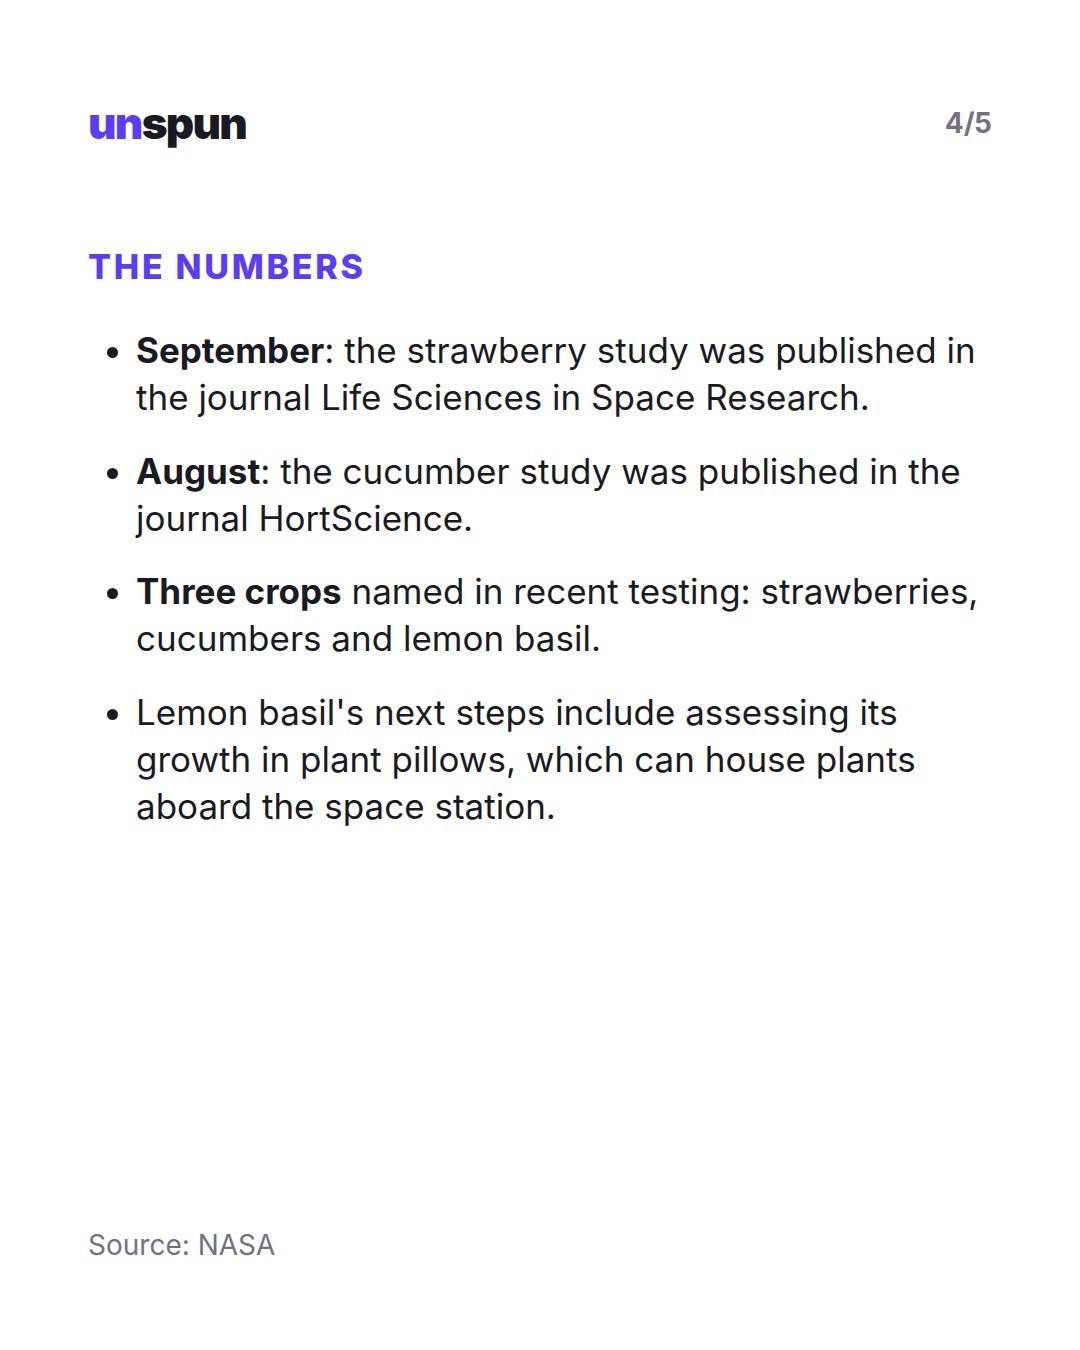 unspun
4/5
THE NUMBERS
• September: the strawberry study was published in
the journal Life Sciences in Space Research.
• August: the cucumber study was published in the
journal HortScience.
• Three crops named in recent testing: strawberries,
cucumbers and lemon basil.
• Lemon basil's next steps include assessing its
growth in plant pillows, which can house plants
aboard the space station.
Source: NASA